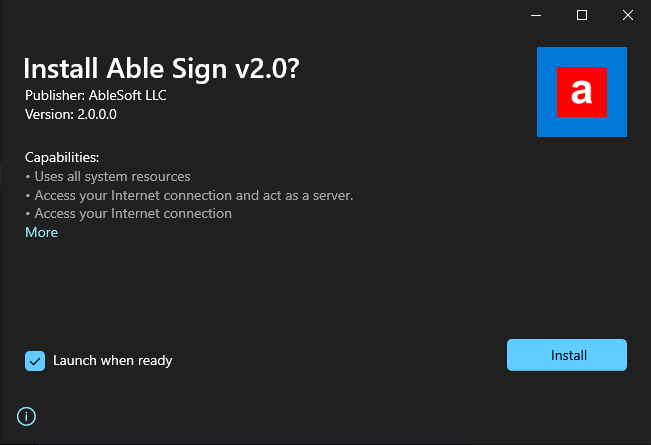 Install Able Sign v2.0?
Publisher: AbleSoft LLC
Version: 2.0.0.0
a
Capabilities:
• Uses all system resources
• Access your Internet connection and act as a server.
• Access your Internet connection
More
Launch when ready
Install